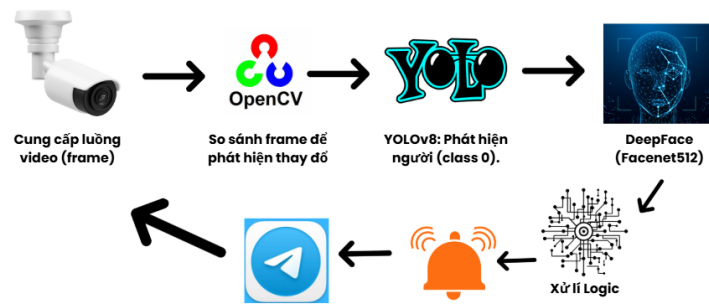 OpenCV
YOLO
Cung cấp luồng
video (frame)
So sánh frame để
phát hiện thay đổ
YOLOv8: Phát hiện
người (class 0).
DeepFace
(Facenet512)
Xử lí Logic